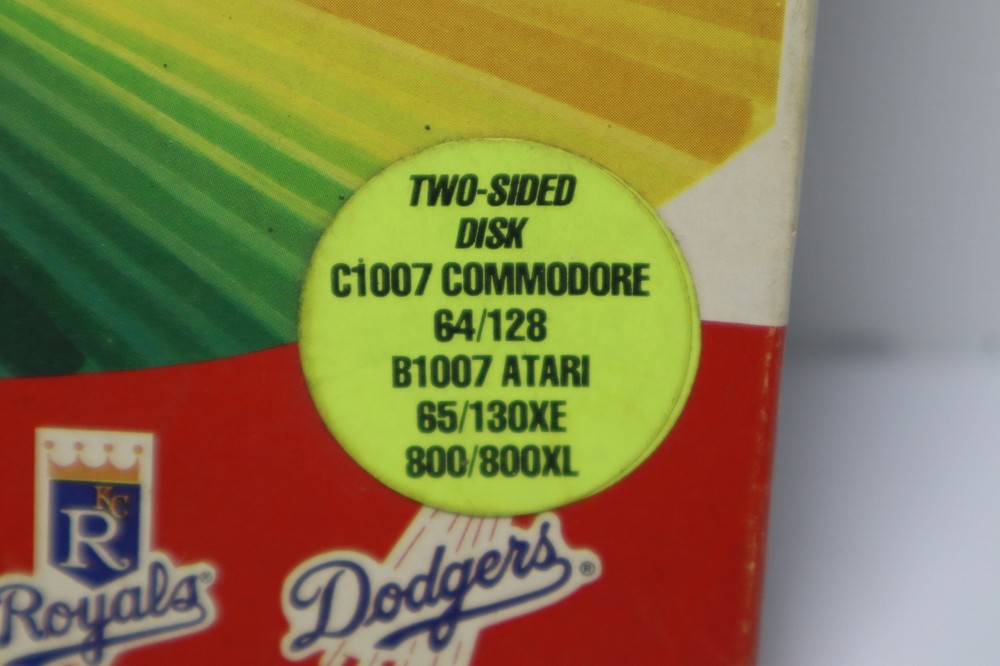 TWO-SIDED
DISK
C1007 COMMODORE
64/128
B1007 ATARI
65/130XE
800/800XL
KC
R
Royals®
Dodgers®